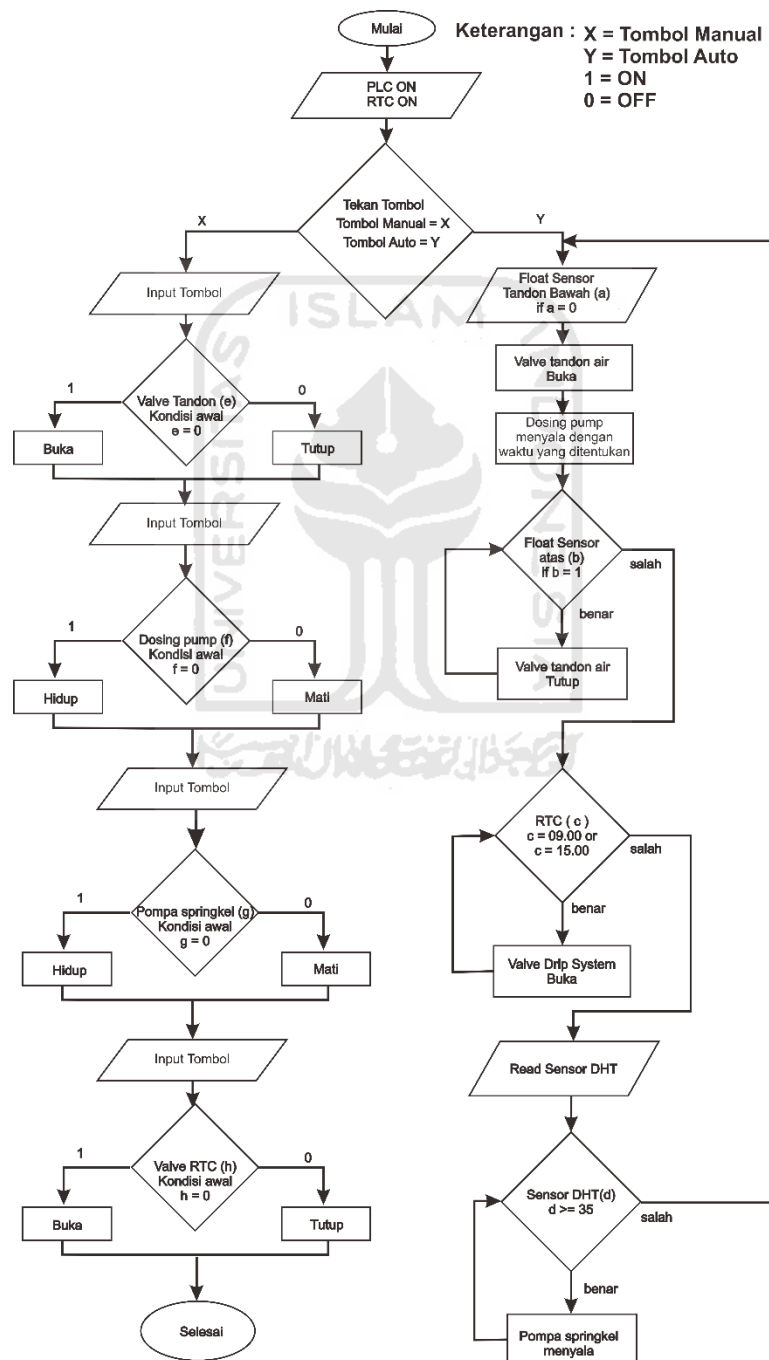 Mulai
Keterangan : X = Tombol Manual
Y = Tombol Auto
1 = ON
0 = OFF
PLC ON
RTC ON
Tekan Tombol
Tombol Manual = X
Tombol Auto = Y
X
Y
Input Tombol
Valve Tandon (e)
Kondisi awal
e = 0
1
0
Buka
Tutup
Input Tombol
Dosing pump (f)
Kondisi awal
f = 0
1
0
Hidup
Mati
Input Tombol
Pompa springkel (g)
Kondisi awal
g = 0
1
0
Hidup
Mati
Input Tombol
Valve RTC (h)
Kondisi awal
h = 0
1
0
Buka
Tutup
Selesai
Float Sensor
Tandon Bawah (a)
if a = 0
Valve tandon air
Buka
Dosing pump
menyala dengan
waktu yang ditentukan
Float Sensor
atas (b)
if b = 1
salah
benar
Valve tandon air
Tutup
RTC ( c )
c = 09.00 or
c = 15.00
salah
benar
Valve Drip System
Buka
Read Sensor DHT
Sensor DHT(d)
d >= 35
salah
benar
Pompa springkel
menyala
UNIVERSITAS
ISLAM
INDONESIA